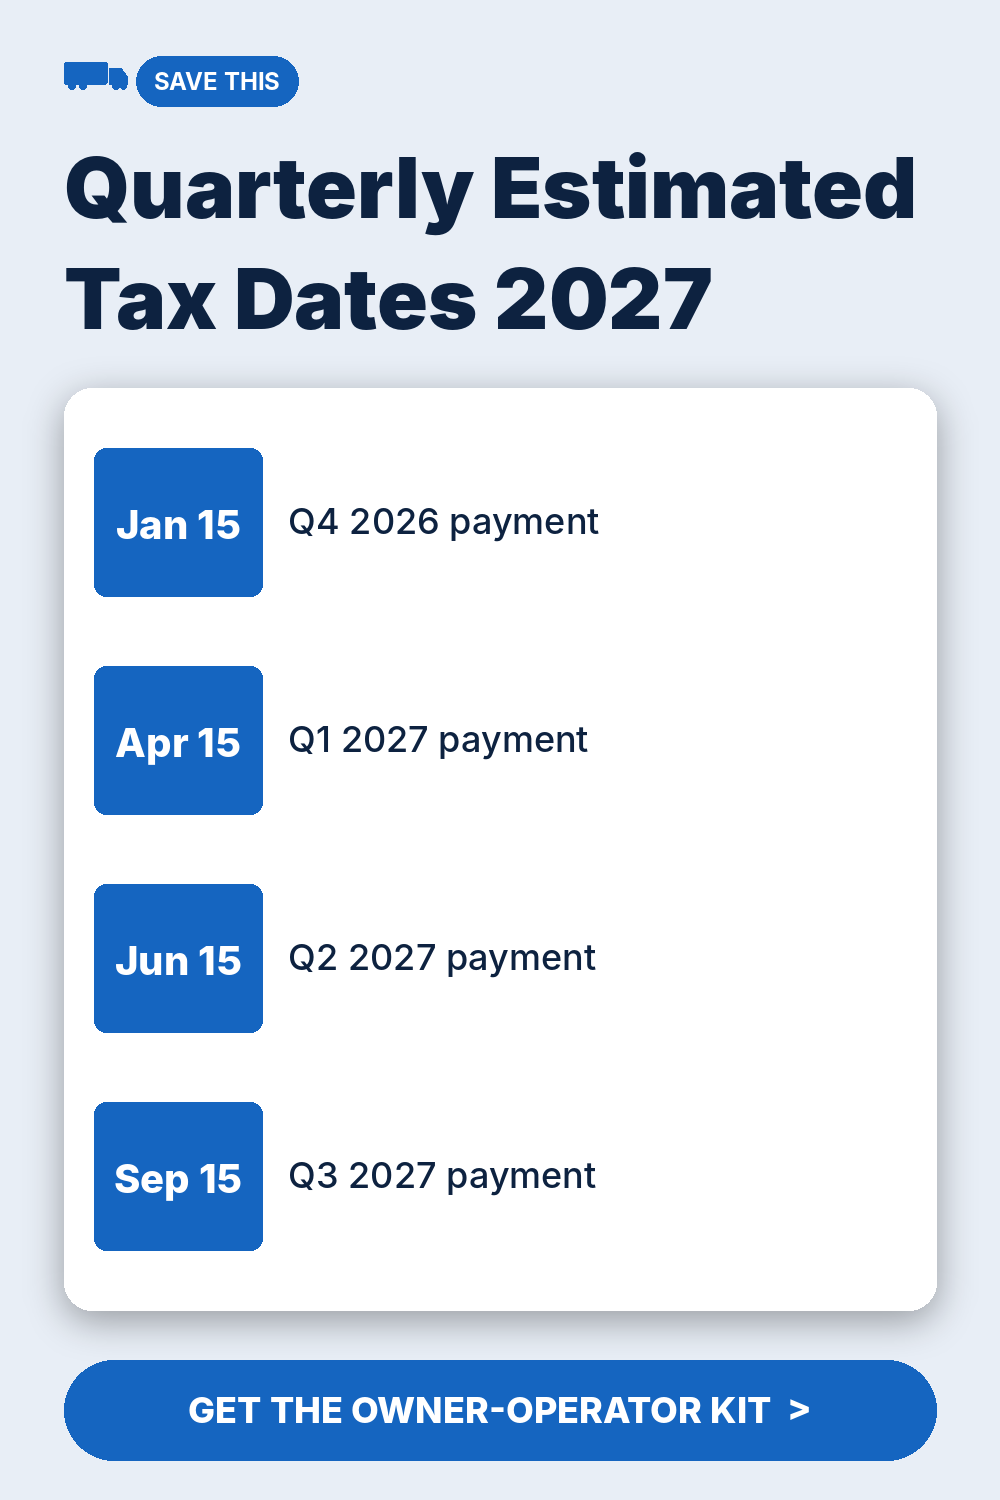 SAVE THIS
Quarterly Estimated
Tax Dates 2027
Jan 15
Q4 2026 payment
Apr 15
Q1 2027 payment
Jun 15
Q2 2027 payment
Sep 15
Q3 2027 payment
GET THE OWNER-OPERATOR KIT >